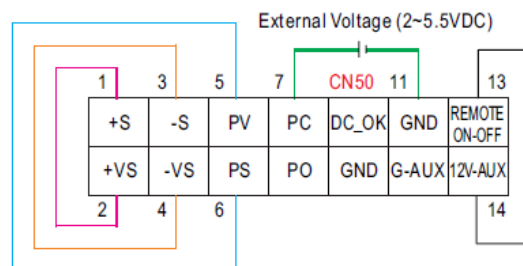 External Voltage (2~5.5VDC)
1 3 5 7 CN50 11 13
+S -S PV PC DC_OK GND REMOTE ON-OFF
+VS -VS PS PO GND G-AUX 12V-AUX
2 4 6 14